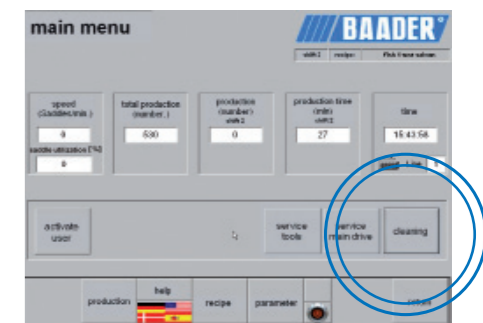 main menu
BAADER
shift 2 recipe
speed
(Saddles/min.)
0
saddle utilization [%]
0
total production
(number.)
530
production
(number)
shift 2
0
production time
(min)
shift 2
27
time
15:43:56
activate
user
service
tools
service
main drive
cleaning
production
help
recipe
parameter